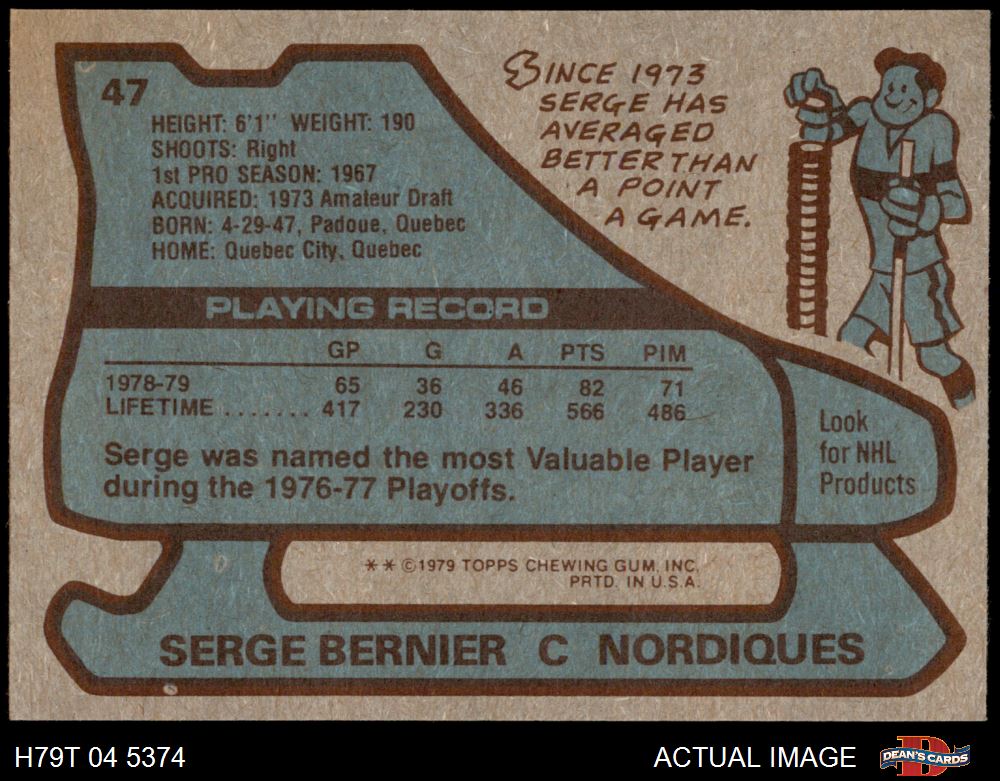 47
HEIGHT: 6'1" WEIGHT: 190
SHOOTS: Right
1st PRO SEASON: 1967
ACQUIRED: 1973 Amateur Draft
BORN: 4-29-47, Padoue, Quebec
HOME: Quebec City, Quebec
SINCE 1973
SERGE HAS
AVERAGED
BETTER THAN
A POINT
A GAME.
PLAYING RECORD
GP G A PTS PIM
1978-79 65 36 46 82 71
LIFETIME ....... 417 230 336 566 486
Serge was named the most Valuable Player
during the 1976-77 Playoffs.
Look
for NHL
Products
* * ©1979 TOPPS CHEWING GUM, INC.
PRTD. IN U.S.A.
SERGE BERNIER C NORDIQUES
H79T 04 5374 ACTUAL IMAGE
DEAN'S CARDS